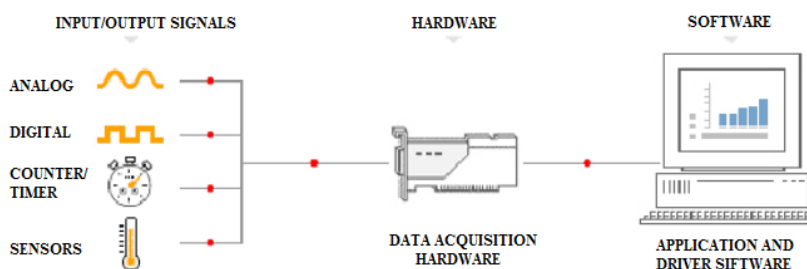 INPUT/OUTPUT SIGNALS
HARDWARE
SOFTWARE
ANALOG
DIGITAL
COUNTER/
TIMER
SENSORS
DATA ACQUISITION
HARDWARE
APPLICATION AND
DRIVER SIFTWARE